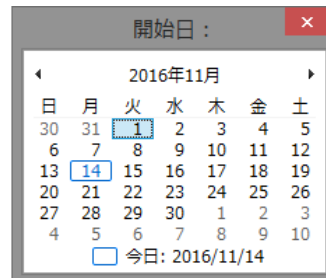 開始日：
2016年11月
日 月 火 水 木 金 土
30 31 1 2 3 4 5
6 7 8 9 10 11 12
13 14 15 16 17 18 19
20 21 22 23 24 25 26
27 28 29 30 1 2 3
4 5 6 7 8 9 10
今日: 2016/11/14